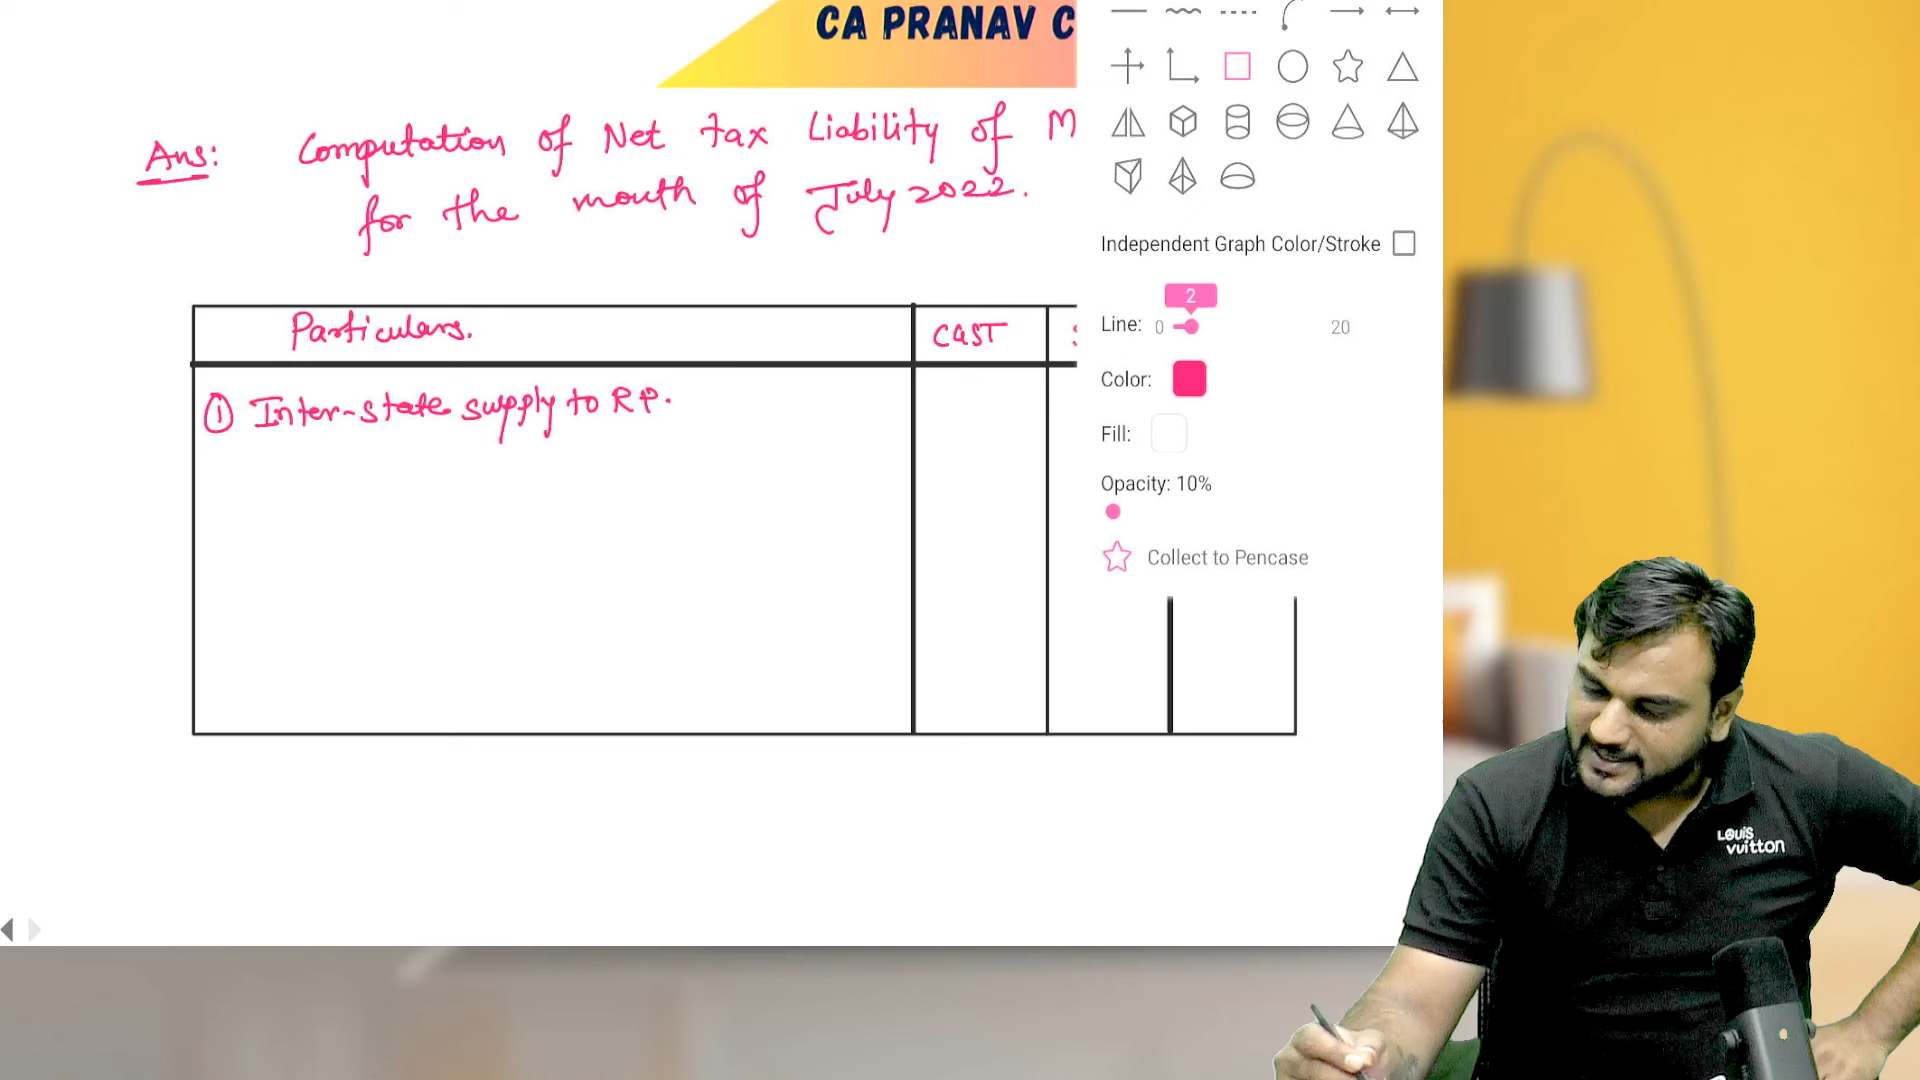 CA PRANAV C
Ans: Computation of Net tax Liability of M
for the month of July 2022.
Particulars.
CGST
S
① Inter-state supply to RP.
Independent Graph Color/Stroke
2
Line: 0 20
Color:
Fill:
Opacity: 10%
Collect to Pencase
Louis
vuitton